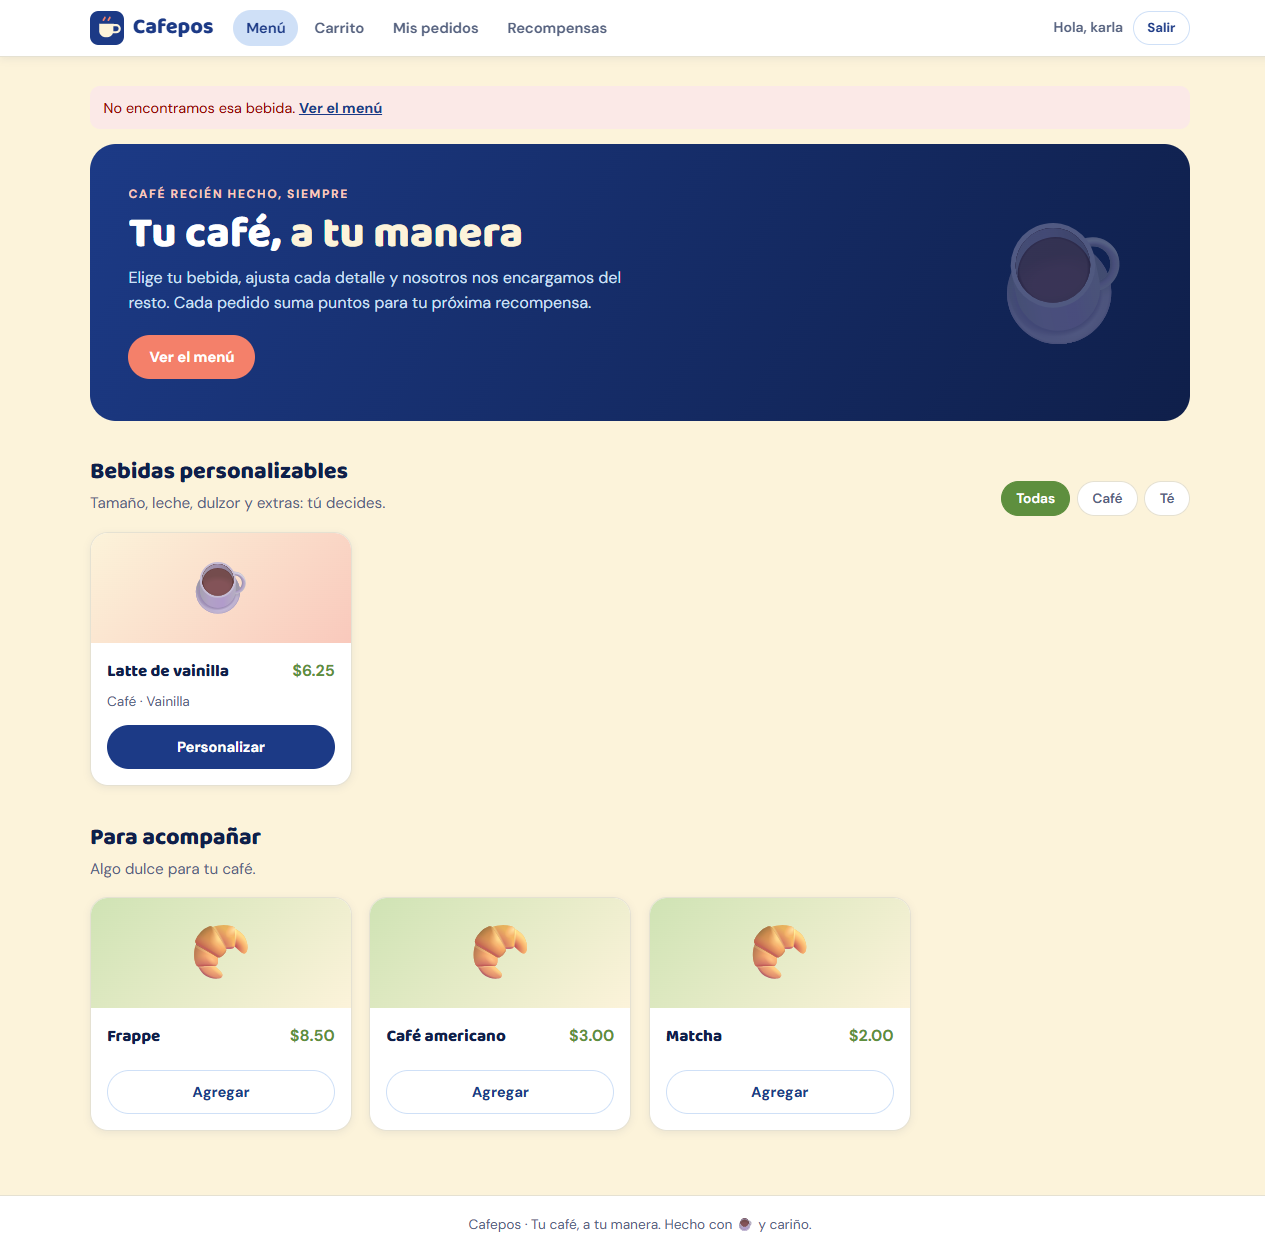 Cafepos
Menú
Carrito
Mis pedidos
Recompensas
Hola, karla
Salir
No encontramos esa bebida. Ver el menú
CAFÉ RECIÉN HECHO, SIEMPRE
Tu café, a tu manera
Elige tu bebida, ajusta cada detalle y nosotros nos encargamos del
resto. Cada pedido suma puntos para tu próxima recompensa.
Ver el menú
Bebidas personalizables
Tamaño, leche, dulzor y extras: tú decides.
Todas
Café
Té
Latte de vainilla
$6.25
Café · Vainilla
Personalizar
Para acompañar
Algo dulce para tu café.
Frappe
$8.50
Agregar
Café americano
$3.00
Agregar
Matcha
$2.00
Agregar
Cafepos · Tu café, a tu manera. Hecho con y cariño.